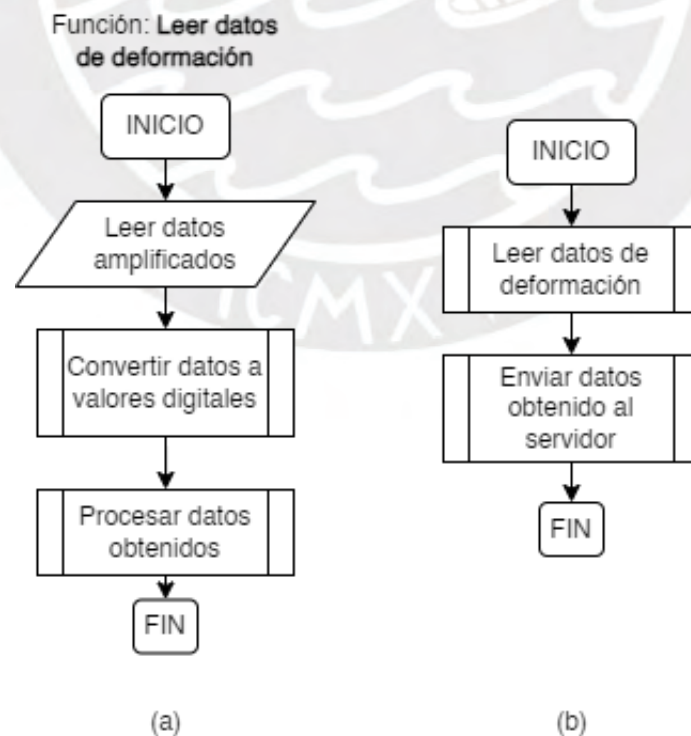 Función: Leer datos
de deformación
INICIO
Leer datos
amplificados
Convertir datos a
valores digitales
Procesar datos
obtenidos
FIN
(a)
INICIO
Leer datos de
deformación
Enviar datos
obtenido al
servidor
FIN
(b)